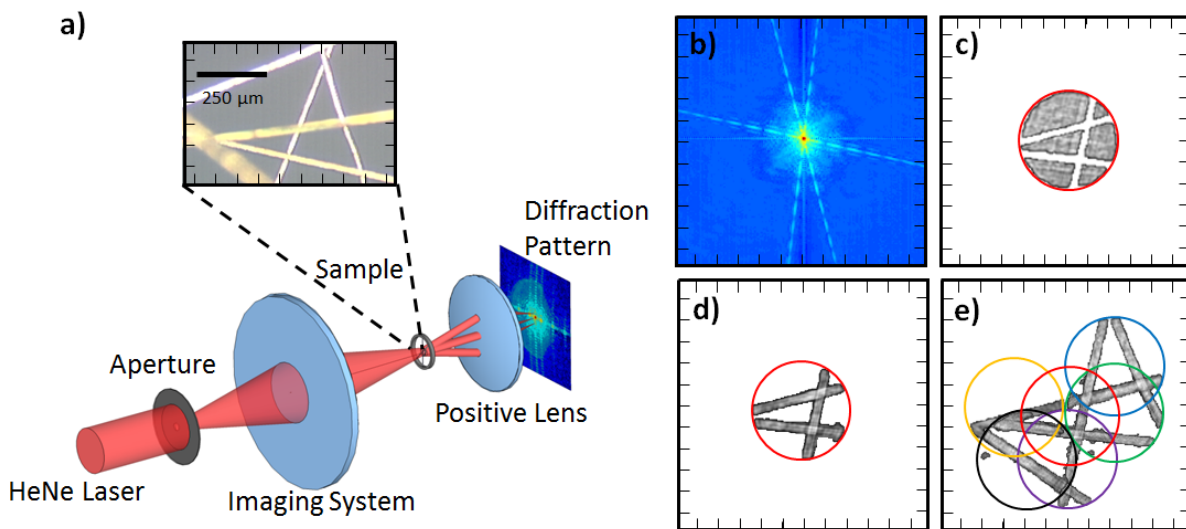 a)
250 µm
Diffraction
Pattern
Sample
Aperture
Positive Lens
HeNe Laser
Imaging System
b)
c)
d)
e)